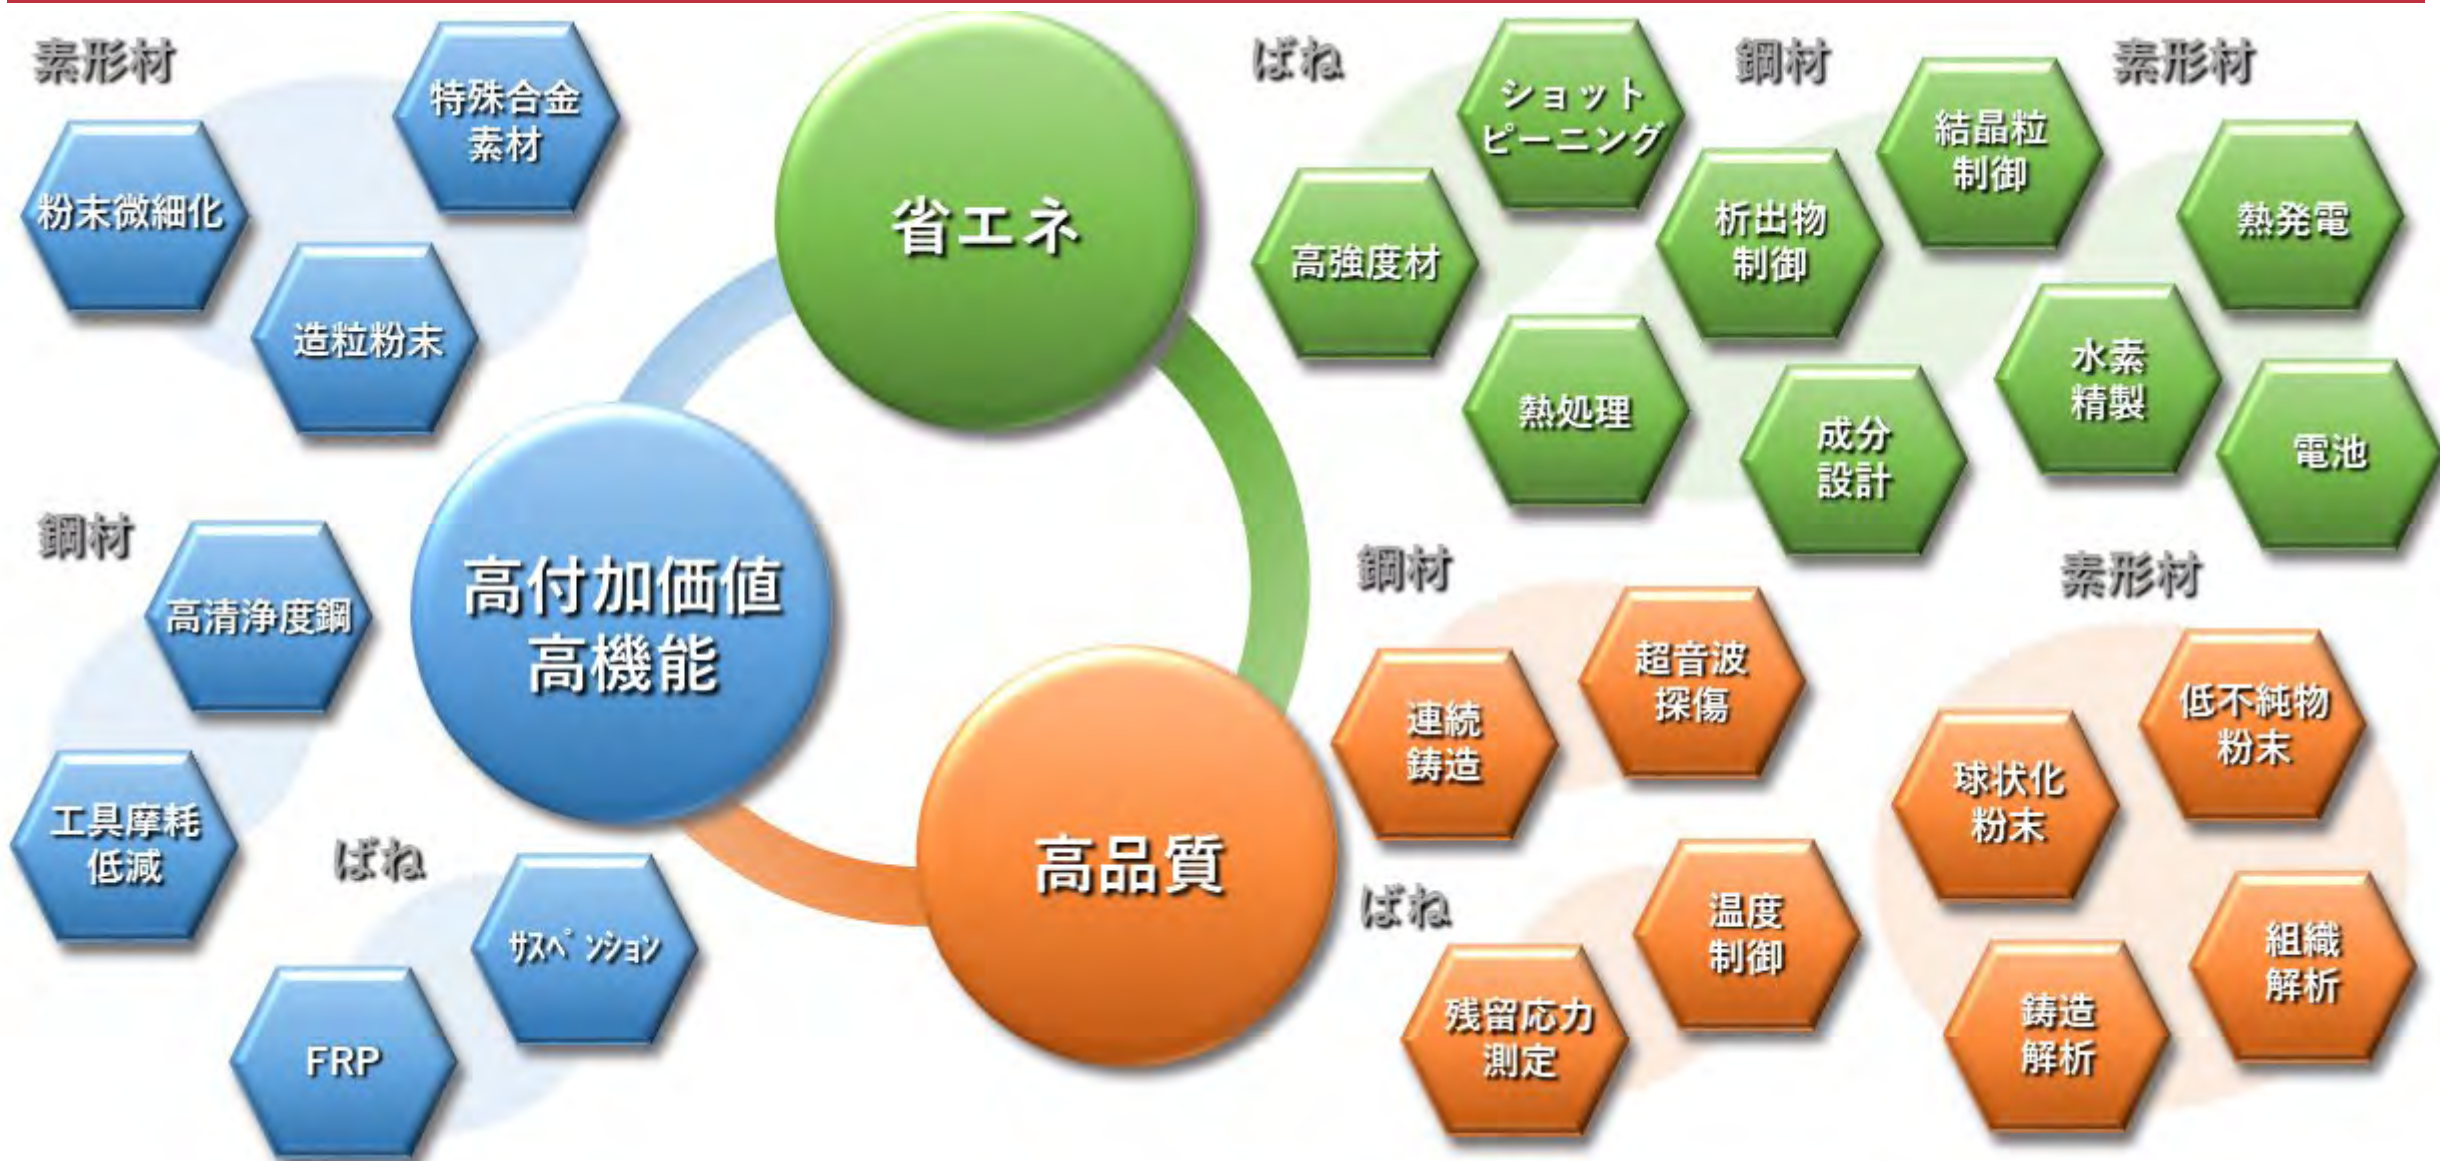 素形材
特殊合金
素材
粉末微細化
造粒粉末
鋼材
高清浄度鋼
工具摩耗
低減
ばね
ｻｽﾍﾟﾝｼｮﾝ
FRP
省エネ
高付加価値
高機能
高品質
ばね
ショット
ピーニング
高強度材
熱処理
鋼材
結晶粒
制御
析出物
制御
成分
設計
素形材
熱発電
水素
精製
電池
鋼材
超音波
探傷
連続
鋳造
ばね
温度
制御
残留応力
測定
素形材
低不純物
粉末
球状化
粉末
組織
解析
鋳造
解析